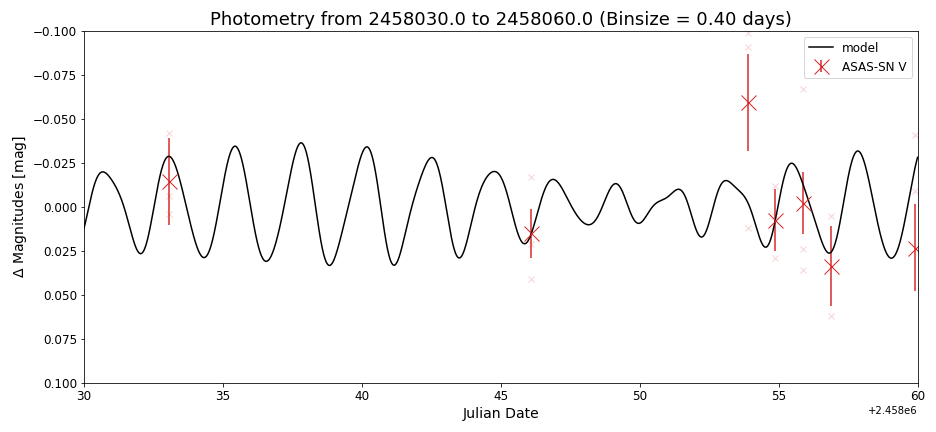 Photometry from 2458030.0 to 2458060.0 (Binsize = 0.40 days)
−0.100
−0.075
−0.050
−0.025
0.000
0.025
0.050
0.075
0.100
Δ Magnitudes [mag]
model
ASAS-SN V
30 35 40 45 50 55 60
+2.458e6
Julian Date